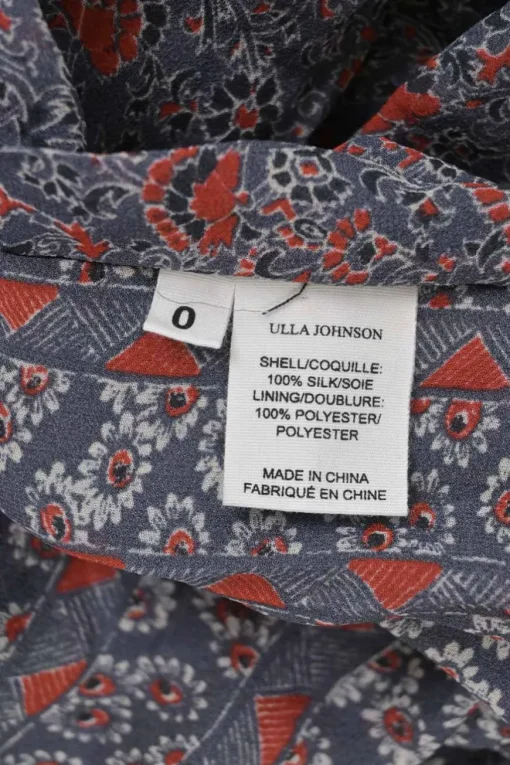 0
ULLA JOHNSON
SHELL/COQUILLE:
100% SILK/SOIE
LINING/DOUBLURE:
100% POLYESTER/
POLYESTER
MADE IN CHINA
FABRIQUÉ EN CHINE